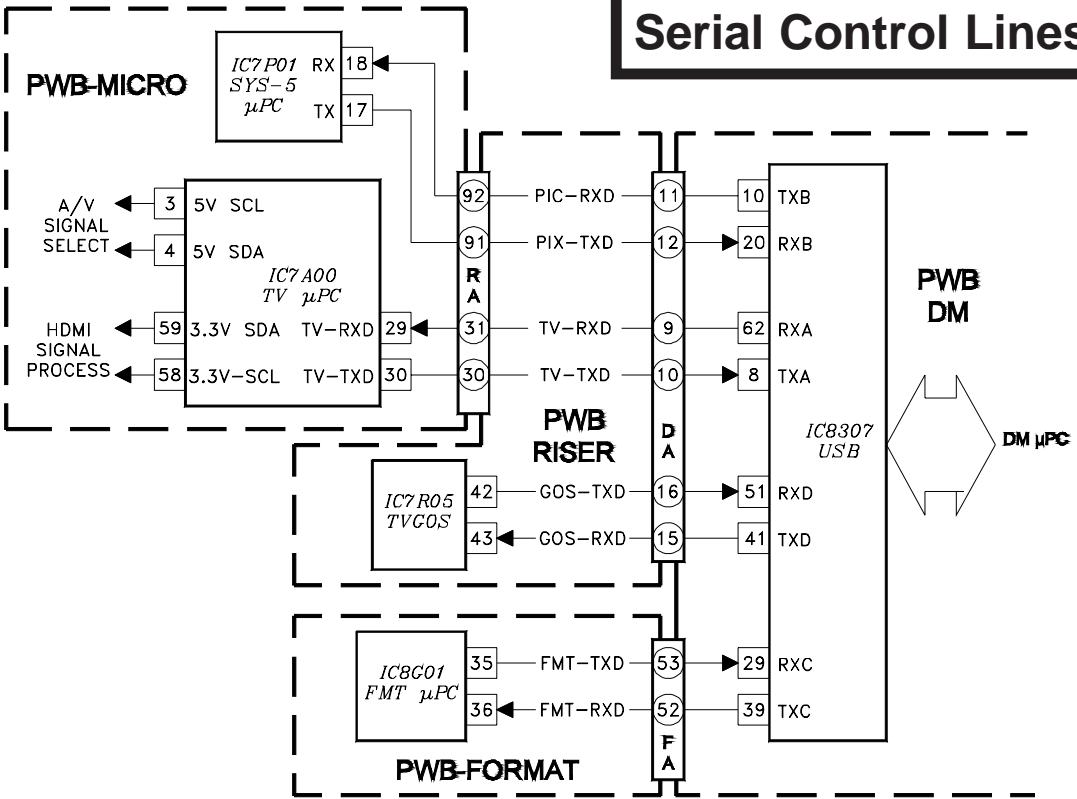 Serial Control Lines
PWB-MICRO
IC7P01
SYS-5
µPC
RX 18
TX 17
A/V
SIGNAL
SELECT
3 5V SCL
4 5V SDA
IC7A00
TV µPC
HDMI
SIGNAL
PROCESS
59 3.3V SDA TV-RXD 29
58 3.3V-SCL TV-TXD 30
92 PIC-RXD 11 10 TXB
91 PIX-TXD 12 20 RXB
R
A
31 TV-RXD 9 62 RXA
30 TV-TXD 10 8 TXA
PWB
RISER
D
A
PWB
DM
IC8307
USB
DM µPC
IC7R05
TVGOS
42 GOS-TXD 16 51 RXD
43 GOS-RXD 15 41 TXD
IC8G01
FMT µPC
35 FMT-TXD 53 29 RXC
36 FMT-RXD 52 39 TXC
F
A
PWB-FORMAT